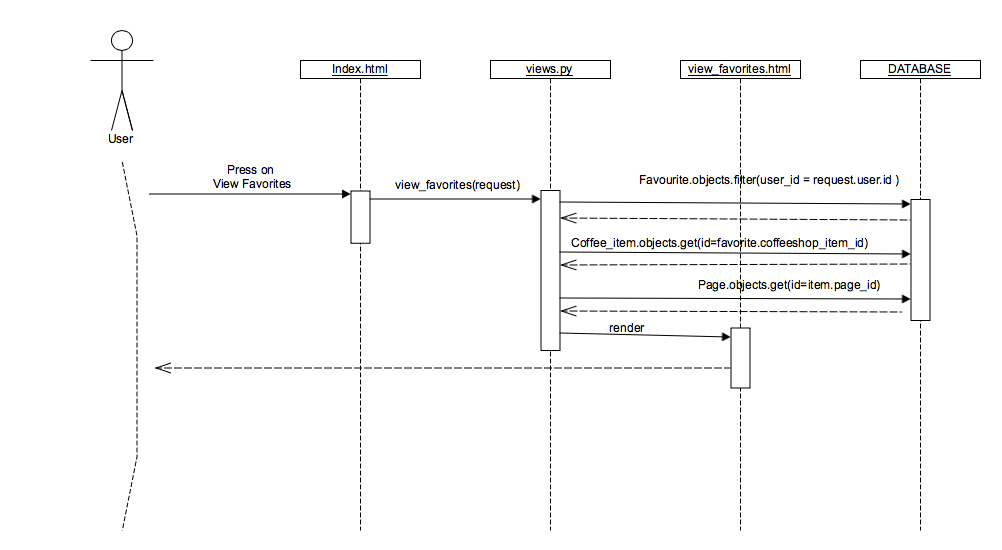 Index.html
views.py
view_favorites.html
DATABASE
User
Press on
View Favorites
view_favorites(request)
Favourite.objects.filter(user_id = request.user.id )
Coffee_item.objects.get(id=favorite.coffeeshop_item_id)
Page.objects.get(id=item.page_id)
render